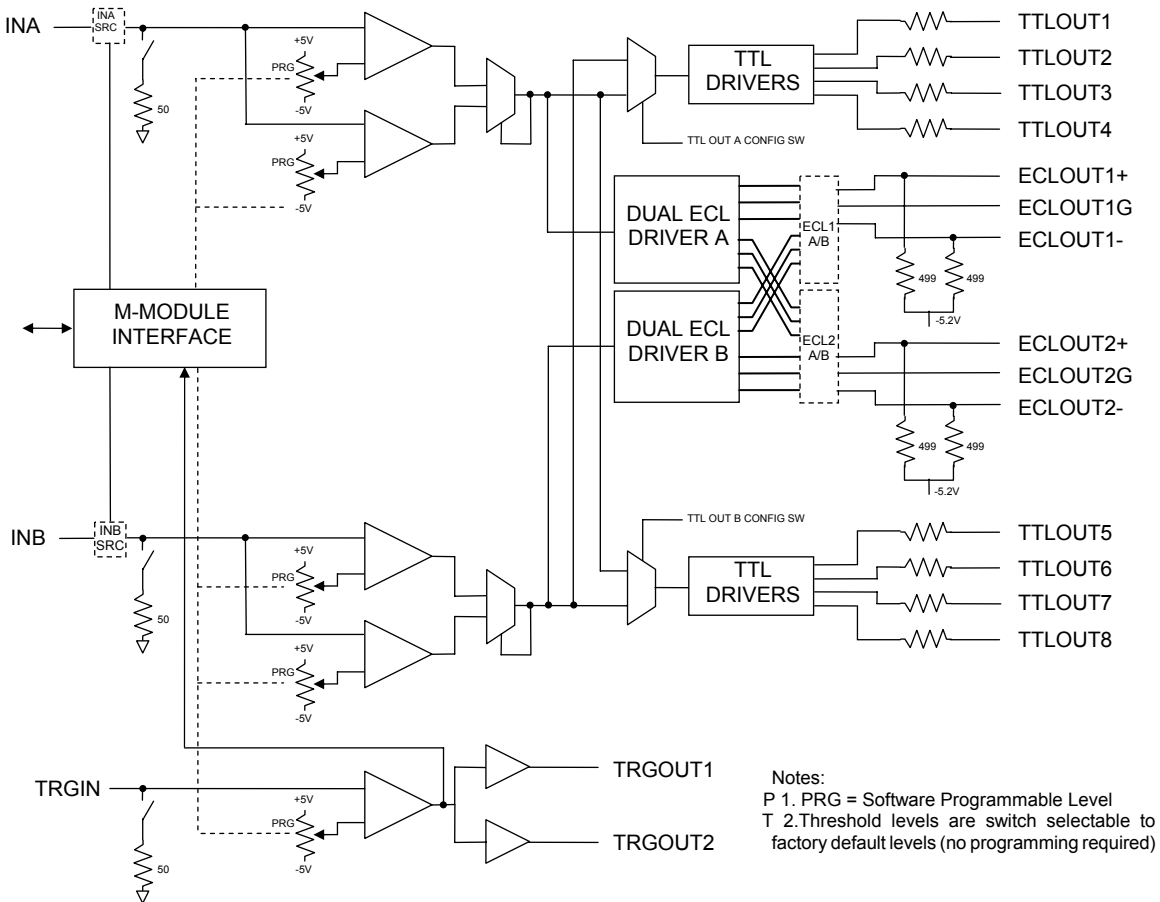 INA
INA
SRC
50
+5V
PRG
-5V
+5V
PRG
-5V
TTL
DRIVERS
TTL OUT A CONFIG SW
TTLOUT1
TTLOUT2
TTLOUT3
TTLOUT4
DUAL ECL
DRIVER A
ECL1
A/B
ECLOUT1+
ECLOUT1G
ECLOUT1-
499
499
-5.2V
M-MODULE
INTERFACE
DUAL ECL
DRIVER B
ECL2
A/B
ECLOUT2+
ECLOUT2G
ECLOUT2-
499
499
-5.2V
INB
INB
SRC
50
+5V
PRG
-5V
+5V
PRG
-5V
TTL OUT B CONFIG SW
TTL
DRIVERS
TTLOUT5
TTLOUT6
TTLOUT7
TTLOUT8
TRGIN
50
+5V
PRG
-5V
TRGOUT1
TRGOUT2
Notes:
P 1. PRG = Software Programmable Level
T 2.Threshold levels are switch selectable to
factory default levels (no programming required)